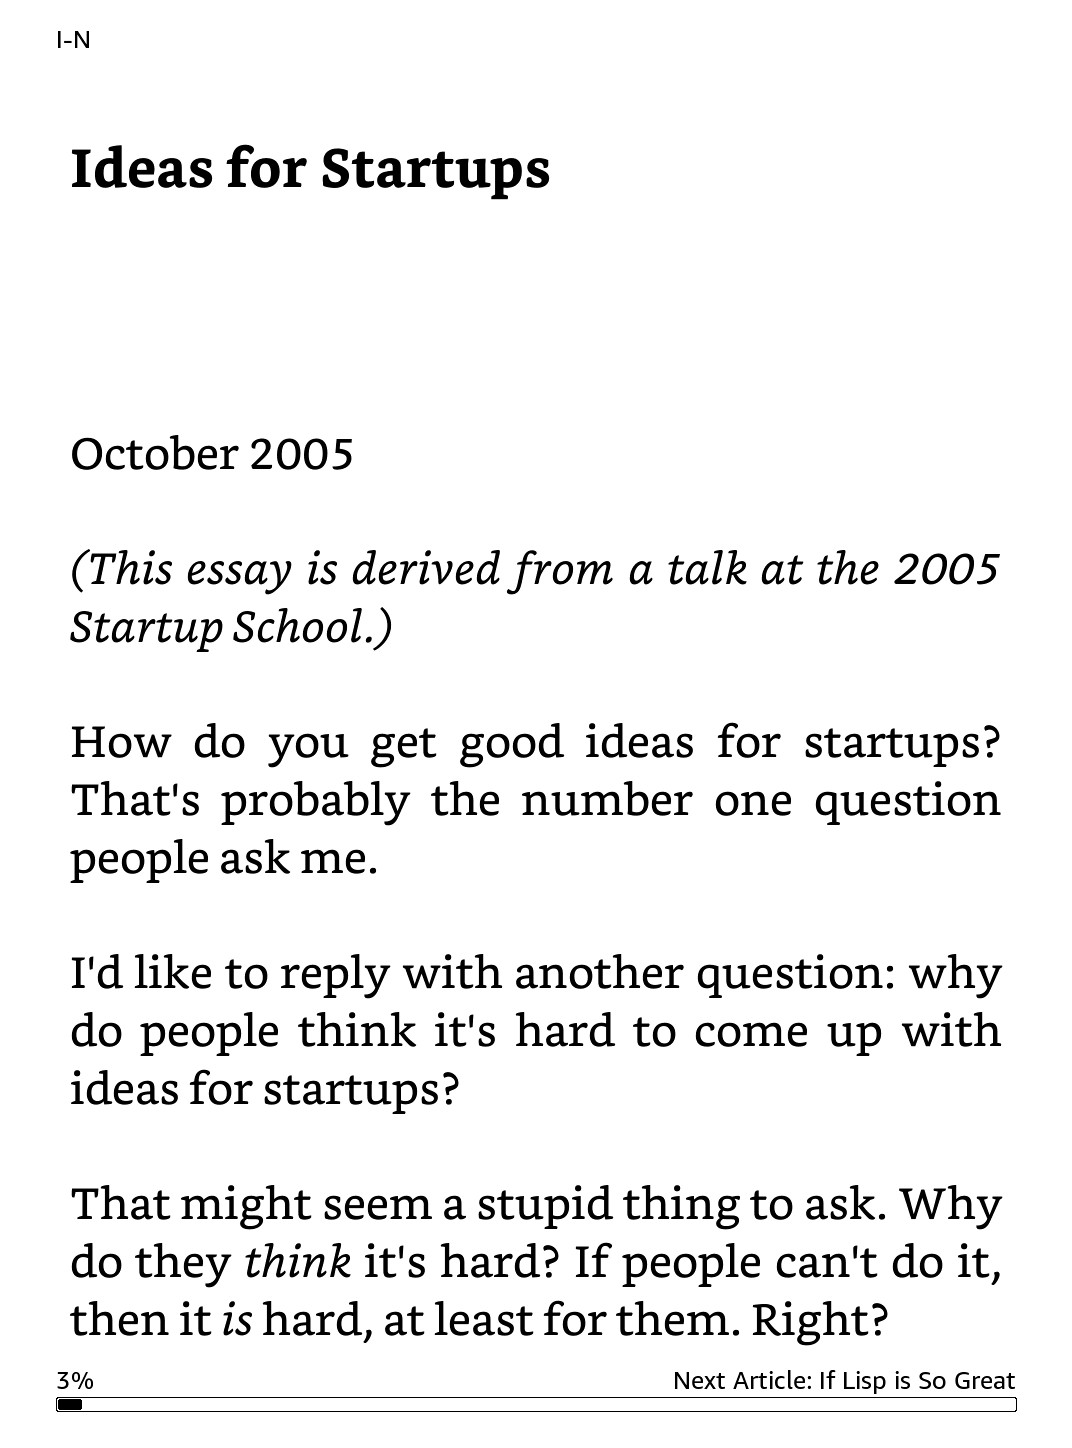 I-N
Ideas for Startups
October 2005
(This essay is derived from a talk at the 2005
Startup School.)
How do you get good ideas for startups?
That's probably the number one question
people ask me.
I'd like to reply with another question: why
do people think it's hard to come up with
ideas for startups?
That might seem a stupid thing to ask. Why
do they think it's hard? If people can't do it,
then it is hard, at least for them. Right?
3%
Next Article: If Lisp is So Great